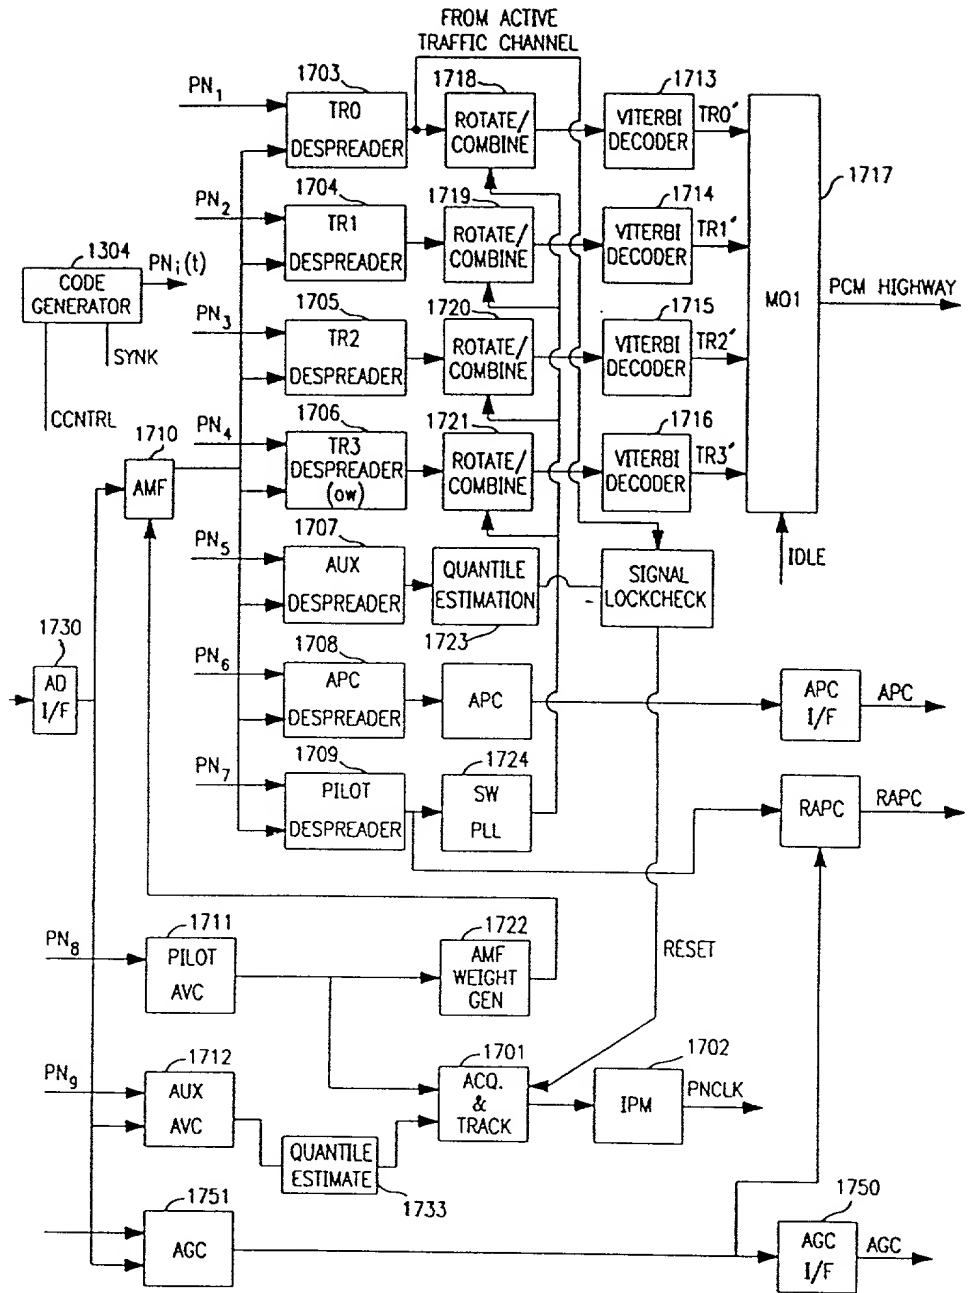 FROM ACTIVE
TRAFFIC CHANNEL
PN1
1703
TR0
DESPREADER
1718
ROTATE/
COMBINE
1713
VITERBI
DECODER
TR0′
1717
MO1
PCM HIGHWAY
IDLE
PN2
1704
TR1
DESPREADER
1719
ROTATE/
COMBINE
1714
VITERBI
DECODER
TR1′
1304
CODE
GENERATOR
PNi(t)
SYNK
CCNTRL
PN3
1705
TR2
DESPREADER
1720
ROTATE/
COMBINE
1715
VITERBI
DECODER
TR2′
PN4
1706
TR3
DESPREADER
(OW)
1721
ROTATE/
COMBINE
1716
VITERBI
DECODER
TR3′
1710
AMF
PN5
1707
AUX
DESPREADER
QUANTILE
ESTIMATION
1723
SIGNAL
LOCKCHECK
1730
AD
I/F
PN6
1708
APC
DESPREADER
APC
APC
I/F
APC
PN7
1709
PILOT
DESPREADER
1724
SW
PLL
RAPC
RAPC
PN8
1711
PILOT
AVC
1722
AMF
WEIGHT
GEN
RESET
PN9
1712
AUX
AVC
QUANTILE
ESTIMATE
1733
1701
ACQ.
&
TRACK
1702
IPM
PNCLK
1751
AGC
1750
AGC
I/F
AGC